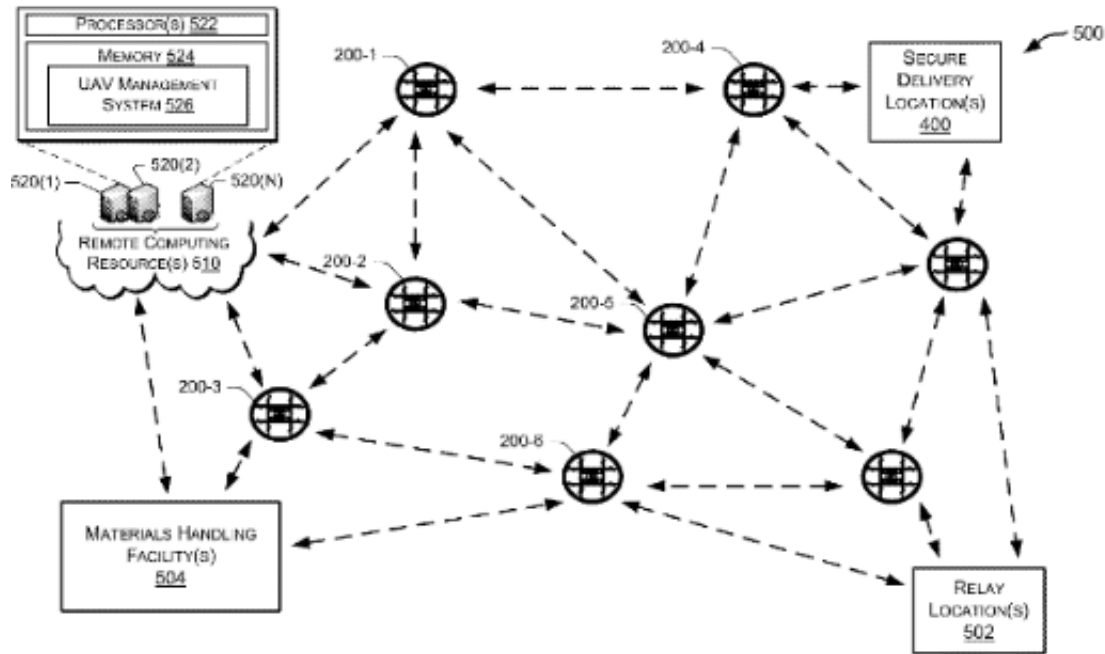 PROCESSOR(S) 522
MEMORY 524
UAV MANAGEMENT
SYSTEM 526
520(1)
520(2)
520(N)
REMOTE COMPUTING
RESOURCE(S) 510
200-1
200-4
500
SECURE
DELIVERY
LOCATION(S)
400
200-2
200-5
200-3
200-6
MATERIALS HANDLING
FACILITY(S)
504
RELAY
LOCATION(S)
502